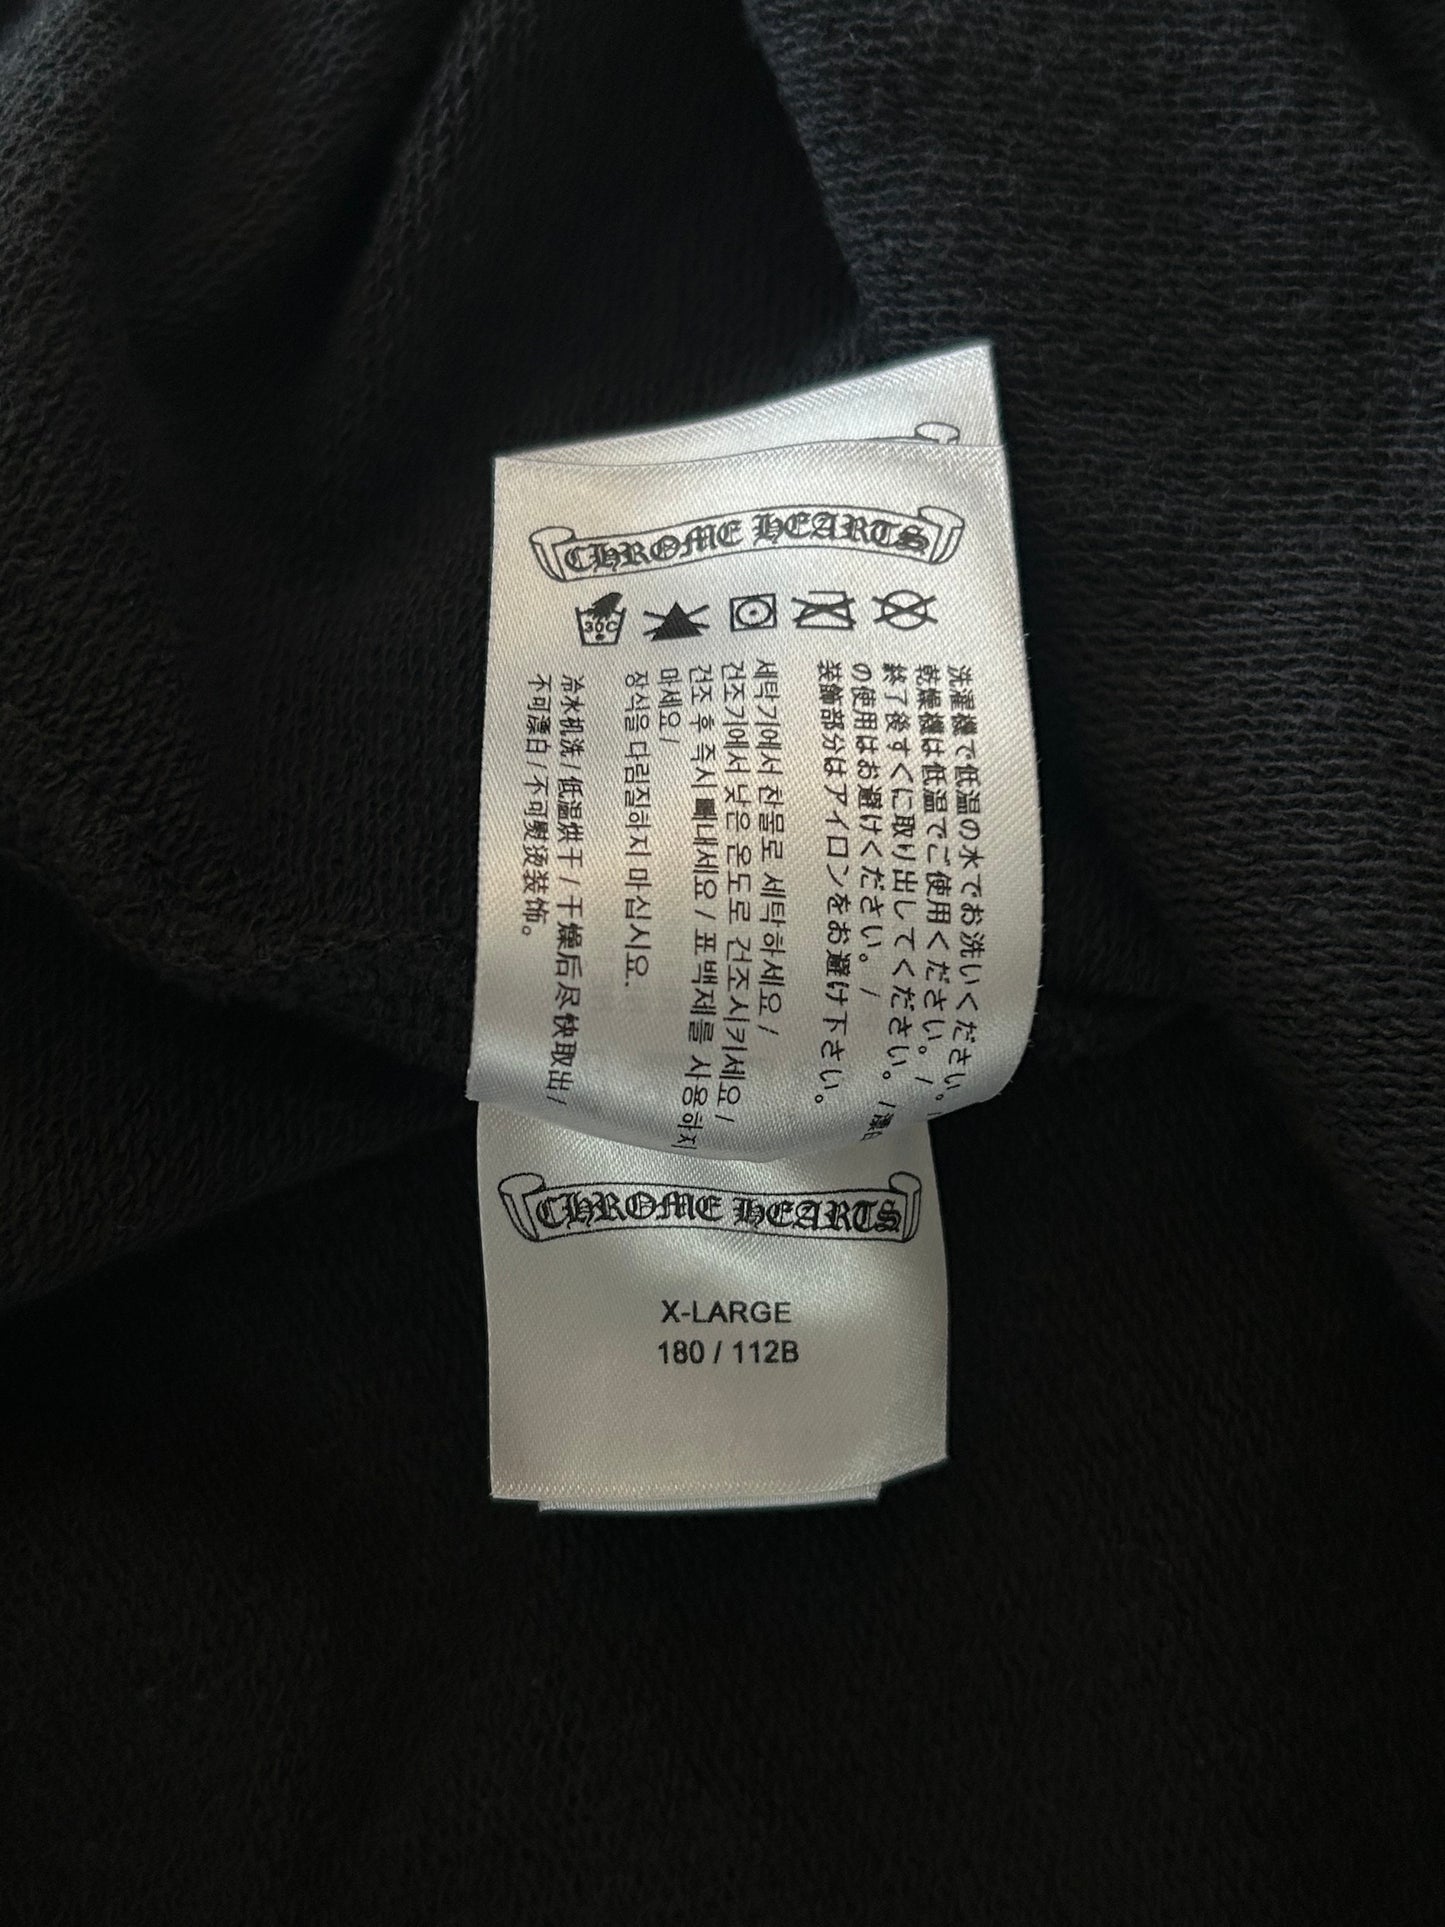 CHROME HEARTS
30C
洗濯機で低温の水でお洗いください。/
乾燥機は低温でご使用ください。/
終了後すぐに取り出してください。/ 漂白
の使用はお避けください。/
装飾部分はアイロンをお避け下さい。
세탁기에서 찬물로 세탁하세요 /
건조기에서 낮은 온도로 건조시키세요 /
건조 후 즉시 빼내세요 / 표백제를 사용하지
마세요 /
장식을 다림질하지 마십시요.
冷水机洗 / 低温烘干 / 干燥后尽快取出 /
不可漂白 / 不可熨烫装饰。
CHROME HEARTS
X-LARGE
180 / 112B